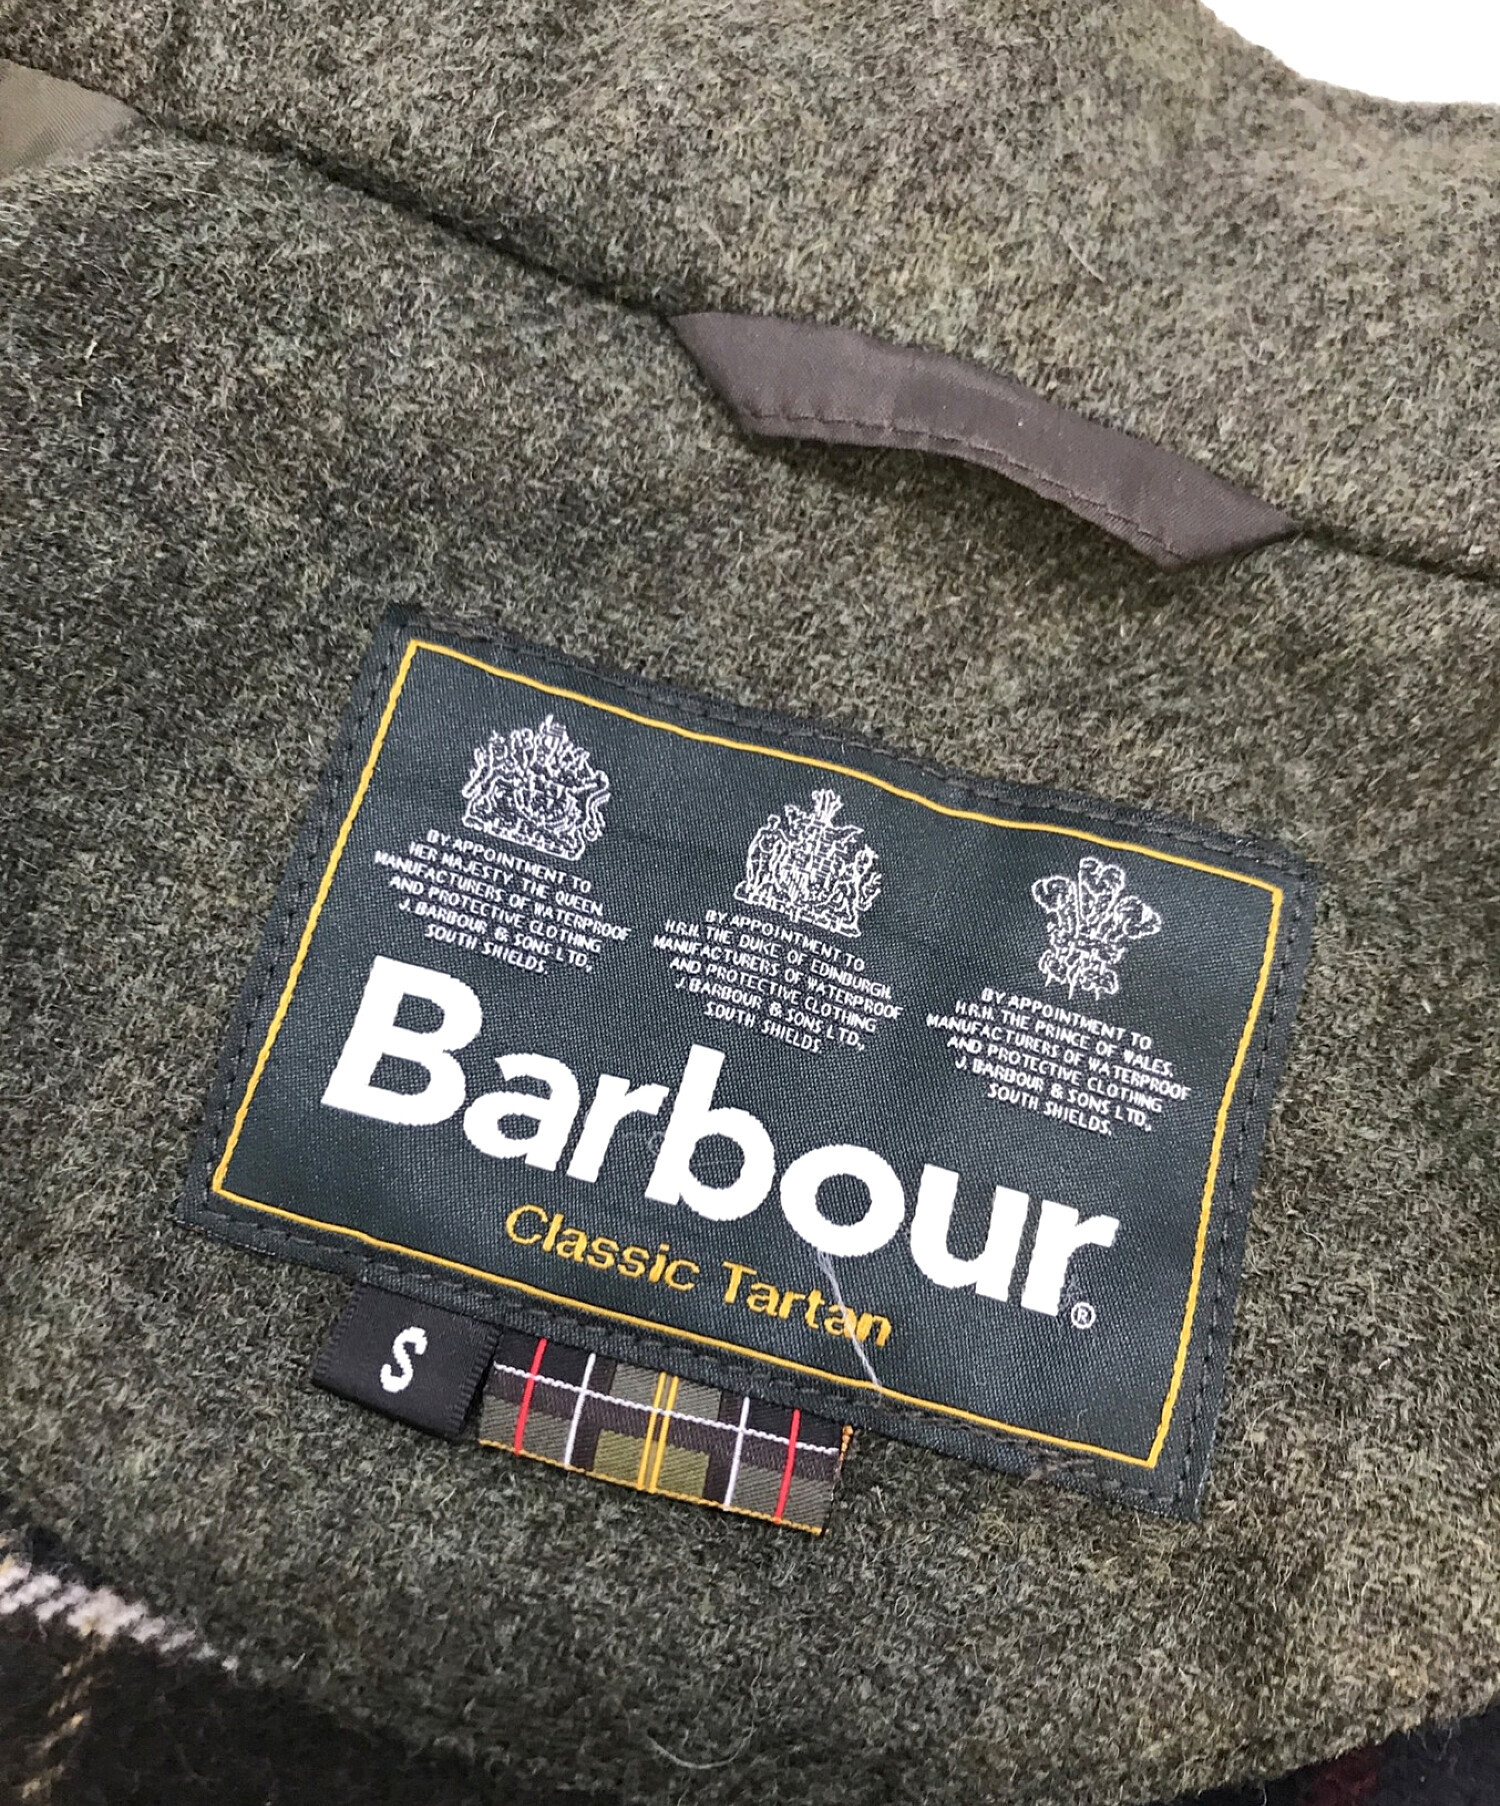 BY APPOINTMENT TO
HER MAJESTY THE QUEEN
MANUFACTURERS OF WATERPROOF
AND PROTECTIVE CLOTHING
J. BARBOUR & SONS LTD.,
SOUTH SHIELDS.
BY APPOINTMENT TO
H.R.H. THE DUKE OF EDINBURGH.
MANUFACTURERS OF WATERPROOF
AND PROTECTIVE CLOTHING
J. BARBOUR & SONS LTD.,
SOUTH SHIELDS.
BY APPOINTMENT TO
H.R.H. THE PRINCE OF WALES.
MANUFACTURERS OF WATERPROOF
AND PROTECTIVE CLOTHING
J. BARBOUR & SONS LTD.,
SOUTH SHIELDS.
Barbour®
Classic Tartan
S